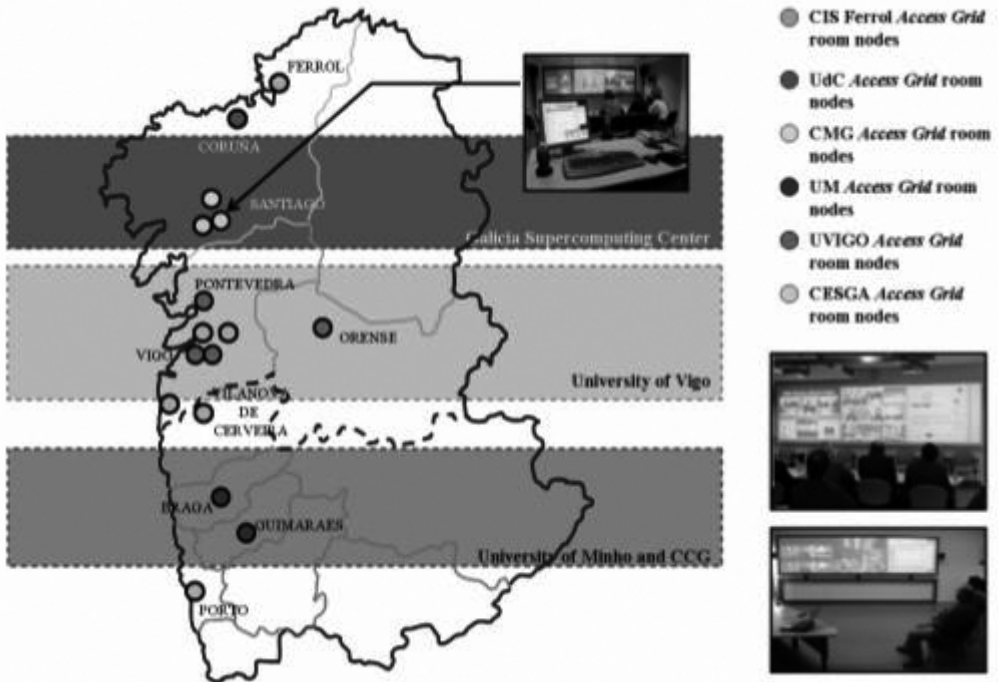 FERROL
CORUÑA
SANTIAGO
Galicia Supercomputing Center
PONTEVEDRA
VIGO
ORENSE
University of Vigo
VILANOVA
DE
CERVEIRA
BRAGA
GUIMARAES
University of Minho and CCG
PORTO
CIS Ferrol Access Grid
room nodes
UdC Access Grid room
nodes
CMG Access Grid room
nodes
UM Access Grid room
nodes
UVIGO Access Grid
room nodes
CESGA Access Grid
room nodes